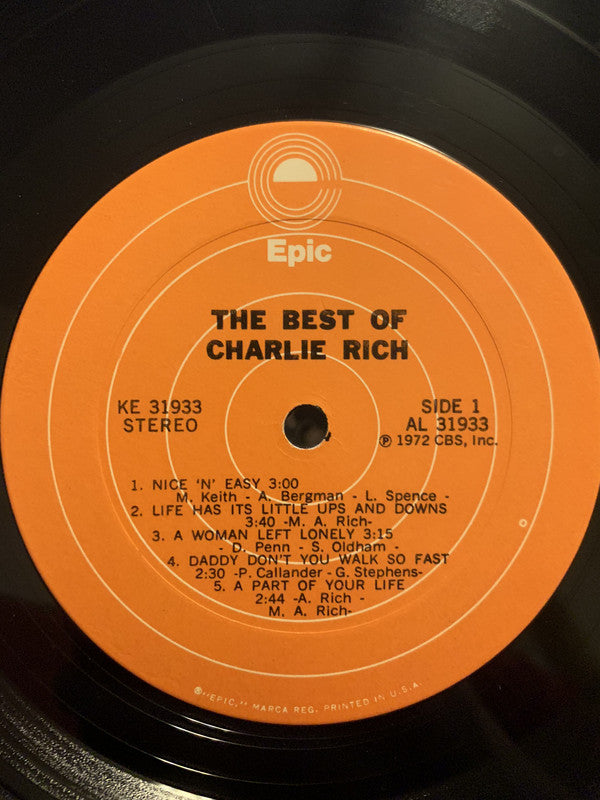 Epic
THE BEST OF
CHARLIE RICH
KE 31933
STEREO
SIDE 1
AL 31933
℗ 1972 CBS, Inc.
1. NICE 'N' EASY 3:00
M. Keith - A. Bergman - L. Spence -
2. LIFE HAS ITS LITTLE UPS AND DOWNS
3:40 -M. A. Rich-
3. A WOMAN LEFT LONELY 3:15
- D. Penn - S. Oldham -
4. DADDY DON'T YOU WALK SO FAST
2:30 -P. Callander - G. Stephens-
5. A PART OF YOUR LIFE
2:44 -A. Rich -
M. A. Rich-
®"EPIC," MARCA REG. PRINTED IN U.S.A.